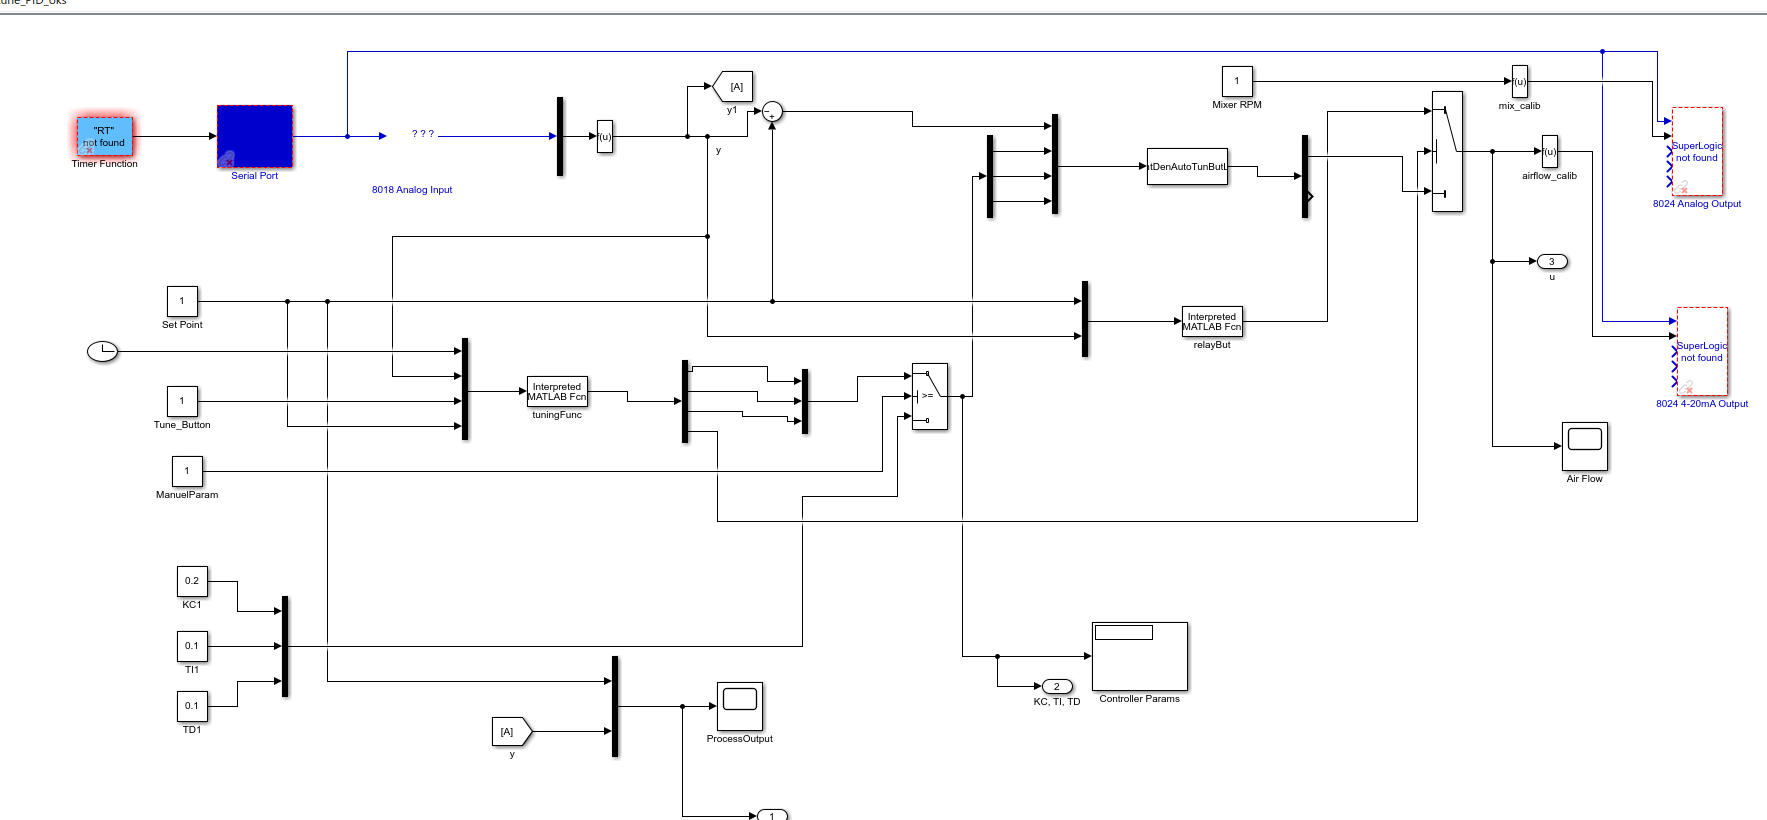 "RT"
not found
Timer Function
Serial Port
? ? ?
8018 Analog Input
f(u)
[A]
y1
y
−
+
1
Mixer RPM
f(u)
mix_calib
f(u)
airflow_calib
SuperLogic
not found
8024 Analog Output
tDenAutoTunButt
3
u
1
Set Point
Interpreted
MATLAB Fcn
relayBut
SuperLogic
not found
8024 4-20mA Output
1
Tune_Button
Interpreted
MATLAB Fcn
tuningFunc
>=
1
ManuelParam
Air Flow
0.2
KC1
0.1
TI1
0.1
TD1
[A]
y
ProcessOutput
2
KC, TI, TD
Controller Params
1